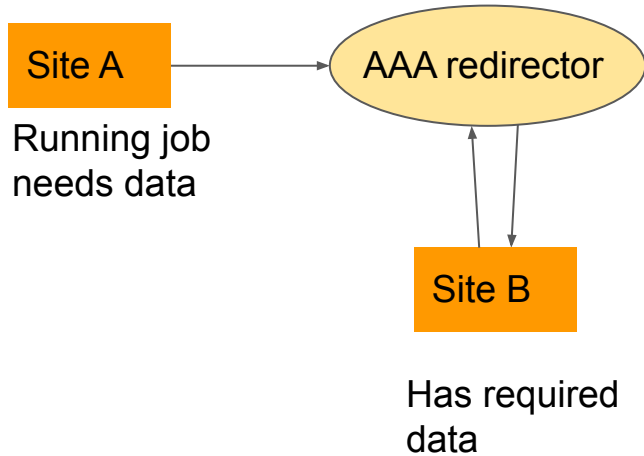 Site A
AAA redirector
Running job
needs data
Site B
Has required
data